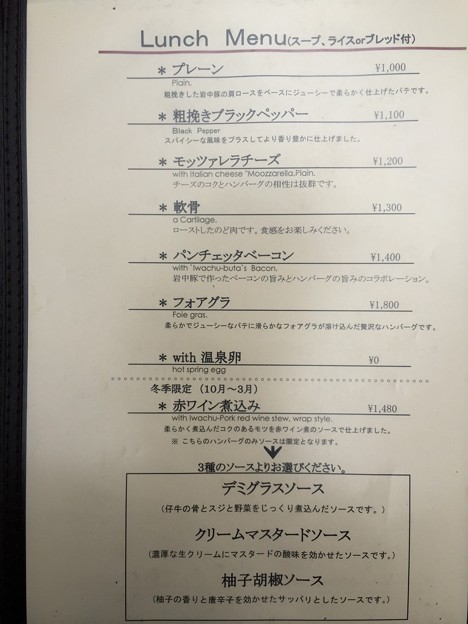 Lunch Menu(スープ、ライスorブレッド付)
* プレーン ¥1,000
Plain.
粗挽きした岩中豚の肩ロースをベースにジューシーで柔らかく仕上げたパテです。
* 粗挽きブラックペッパー ¥1,100
Black Pepper
スパイシーな風味をプラスしてより香り豊かに仕上げました。
* モッツァレラチーズ ¥1,200
with italian cheese "Moozzarella.Plain.
チーズのコクとハンバーグの相性は抜群です。
* 軟骨 ¥1,300
a Cartilage.
ローストしたのど肉です。食感をお楽しみください。
* パンチェッタベーコン ¥1,400
with 'Iwachu-buta's Bacon.
岩中豚で作ったベーコンの旨みとハンバーグの旨みのコラボレーション。
* フォアグラ ¥1,800
Foie gras.
柔らかでジューシーなパテに滑らかなフォアグラが溶け込んだ贅沢なハンバーグです。
* with 温泉卵 ¥0
hot spring egg
冬季限定 (10月～3月)
* 赤ワイン煮込み ¥1,480
with Iwachu-Pork red wine stew, wrap style.
柔らかく煮込んだコクのあるモツを赤ワイン煮のソースで仕上げました。
※ こちらのハンバーグのみソースは限定となります。
3種のソースよりお選びください。
デミグラスソース
(仔牛の骨とスジと野菜をじっくり煮込んだソースです。)
クリームマスタードソース
(濃厚な生クリームにマスタードの酸味を効かせたソースです。)
柚子胡椒ソース
(柚子の香りと唐辛子を効かせたサッパリとしたソースです。)